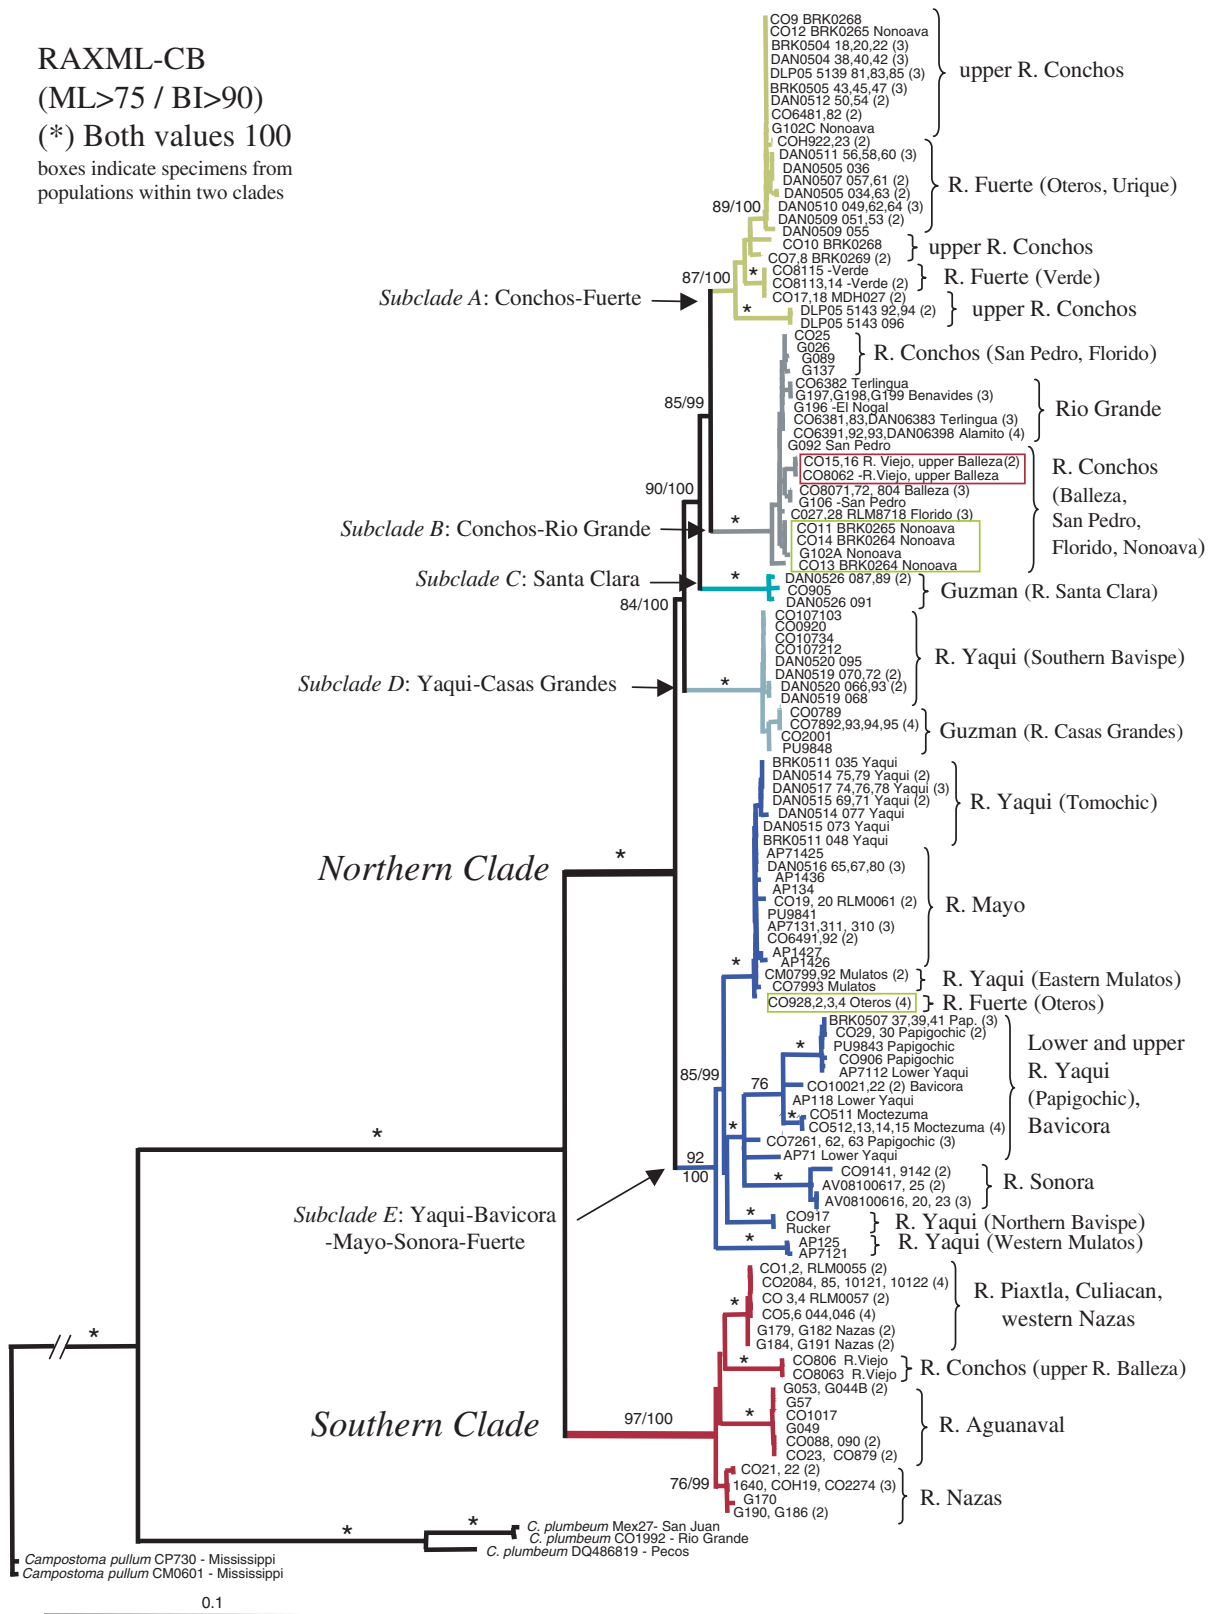 RAXML-CB
(ML>75 / BI>90)
(*) Both values 100
boxes indicate specimens from
populations within two clades
CO9 BRK0268
CO12 BRK0265 Nonoava
BRK0504 18,20,22 (3)
DAN0504 38,40,42 (3)
DLP05 5139 81,83,85 (3)
BRK0505 43,45,47 (3)
DAN0512 50,54 (2)
CO6481,82 (2)
G102C Nonoava
upper R. Conchos
COH922,23 (2)
DAN0511 56,58,60 (3)
DAN0505 036
DAN0507 057,61 (2)
DAN0505 034,63 (2)
DAN0510 049,62,64 (3)
DAN0509 051,53 (2)
DAN0509 055
R. Fuerte (Oteros, Urique)
89/100
CO10 BRK0268
CO7,8 BRK0269 (2)
upper R. Conchos
87/100
*
CO8115 -Verde
CO8113,14 -Verde (2)
R. Fuerte (Verde)
CO17,18 MDH027 (2)
*
DLP05 5143 92,94 (2)
DLP05 5143 096
upper R. Conchos
Subclade A: Conchos-Fuerte
CO25
G026
G089
G137
R. Conchos (San Pedro, Florido)
CO6382 Terlingua
G197,G198,G199 Benavides (3)
G196 -El Nogal
CO6381,83,DAN06383 Terlingua (3)
CO6391,92,93,DAN06398 Alamito (4)
Rio Grande
85/99
G092 San Pedro
CO15,16 R. Viejo, upper Balleza(2)
CO8062 -R.Viejo, upper Balleza
CO8071,72, 804 Balleza (3)
G106 -San Pedro
C027,28 RLM8718 Florido (3)
CO11 BRK0265 Nonoava
CO14 BRK0264 Nonoava
G102A Nonoava
CO13 BRK0264 Nonoava
R. Conchos
(Balleza,
San Pedro,
Florido, Nonoava)
90/100
Subclade B: Conchos-Rio Grande
*
Subclade C: Santa Clara
*
DAN0526 087,89 (2)
CO905
DAN0526 091
Guzman (R. Santa Clara)
84/100
CO107103
CO0920
CO10734
CO107212
DAN0520 095
DAN0519 070,72 (2)
DAN0520 066,93 (2)
DAN0519 068
R. Yaqui (Southern Bavispe)
Subclade D: Yaqui-Casas Grandes
*
CO0789
CO7892,93,94,95 (4)
CO2001
PU9848
Guzman (R. Casas Grandes)
BRK0511 035 Yaqui
DAN0514 75,79 Yaqui (2)
DAN0517 74,76,78 Yaqui (3)
DAN0515 69,71 Yaqui (2)
DAN0514 077 Yaqui
DAN0515 073 Yaqui
BRK0511 048 Yaqui
R. Yaqui (Tomochic)
Northern Clade
*
AP71425
DAN0516 65,67,80 (3)
AP1436
AP134
CO19, 20 RLM0061 (2)
PU9841
AP7131,311, 310 (3)
CO6491,92 (2)
AP1427
AP1426
R. Mayo
*
CM0799,92 Mulatos (2)
CO7993 Mulatos
R. Yaqui (Eastern Mulatos)
CO928,2,3,4 Oteros (4)
R. Fuerte (Oteros)
BRK0507 37,39,41 Pap. (3)
CO29, 30 Papigochic (2)
PU9843 Papigochic
CO906 Papigochic
AP7112 Lower Yaqui
*
85/99
76
CO10021,22 (2) Bavicora
AP118 Lower Yaqui
*
CO511 Moctezuma
CO512,13,14,15 Moctezuma (4)
*
CO7261, 62, 63 Papigochic (3)
AP71 Lower Yaqui
Lower and upper
R. Yaqui
(Papigochic),
Bavicora
*
92
100
*
CO9141, 9142 (2)
AV08100617, 25 (2)
AV08100616, 20, 23 (3)
R. Sonora
Subclade E: Yaqui-Bavicora
-Mayo-Sonora-Fuerte
*
CO917
Rucker
R. Yaqui (Northern Bavispe)
*
AP125
AP7121
R. Yaqui (Western Mulatos)
CO1,2, RLM0055 (2)
CO2084, 85, 10121, 10122 (4)
CO 3,4 RLM0057 (2)
CO5,6 044,046 (4)
G179, G182 Nazas (2)
G184, G191 Nazas (2)
R. Piaxtla, Culiacan,
western Nazas
*
*
*
CO806 R.Viejo
CO8063 R.Viejo
R. Conchos (upper R. Balleza)
Southern Clade
97/100
*
G053, G044B (2)
G57
CO1017
G049
CO088, 090 (2)
CO23, CO879 (2)
R. Aguanaval
76/99
CO21, 22 (2)
1640, COH19, CO2274 (3)
G170
G190, G186 (2)
R. Nazas
*
*
C. plumbeum Mex27- San Juan
C. plumbeum CO1992 - Rio Grande
C. plumbeum DQ486819 - Pecos
Campostoma pullum CP730 - Mississippi
Campostoma pullum CM0601 - Mississippi
0.1